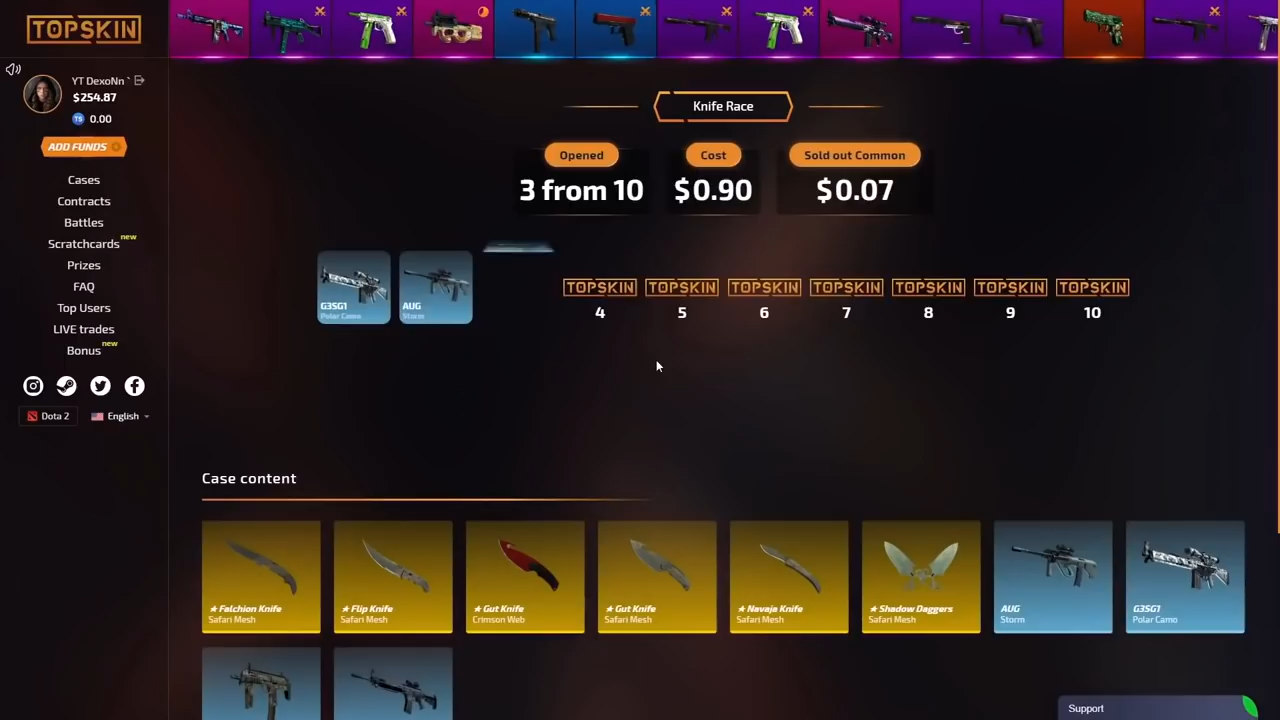 TOPSKIN
YT DexoNn `
$254.87
TS 0.00
ADD FUNDS
Cases
Contracts
Battles
Scratchcards new
Prizes
FAQ
Top Users
LIVE trades
Bonus new
Dota 2
English
Knife Race
Opened
3 from 10
Cost
$0.90
Sold out Common
$0.07
G3SG1
Polar Camo
AUG
Storm
TOPSKIN
4
TOPSKIN
5
TOPSKIN
6
TOPSKIN
7
TOPSKIN
8
TOPSKIN
9
TOPSKIN
10
Case content
★ Falchion Knife
Safari Mesh
★ Flip Knife
Safari Mesh
★ Gut Knife
Crimson Web
★ Gut Knife
Safari Mesh
★ Navaja Knife
Safari Mesh
★ Shadow Daggers
Safari Mesh
AUG
Storm
G3SG1
Polar Camo
Support